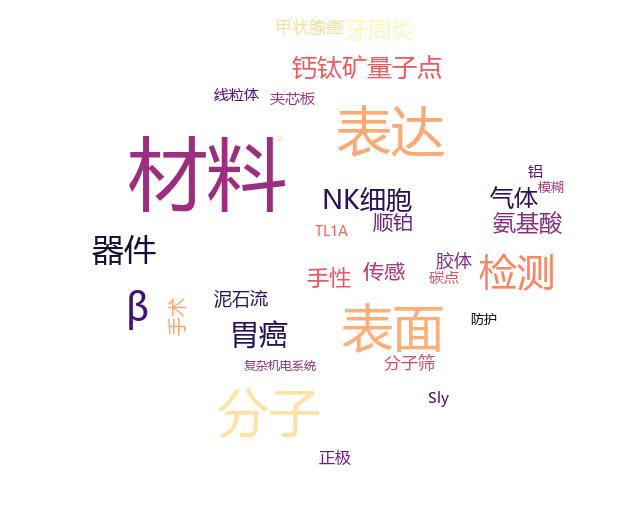 甲状腺癌
牙周炎
钙钛矿量子点
线粒体
夹芯板
表达
材料
铝
模糊
NK细胞
气体
顺铂
氨基酸
TL1A
器件
胶体
检测
传感
手性
碳点
β
泥石流
手术
表面
防护
胃癌
复杂机电系统
分子筛
分子
Sly
正极